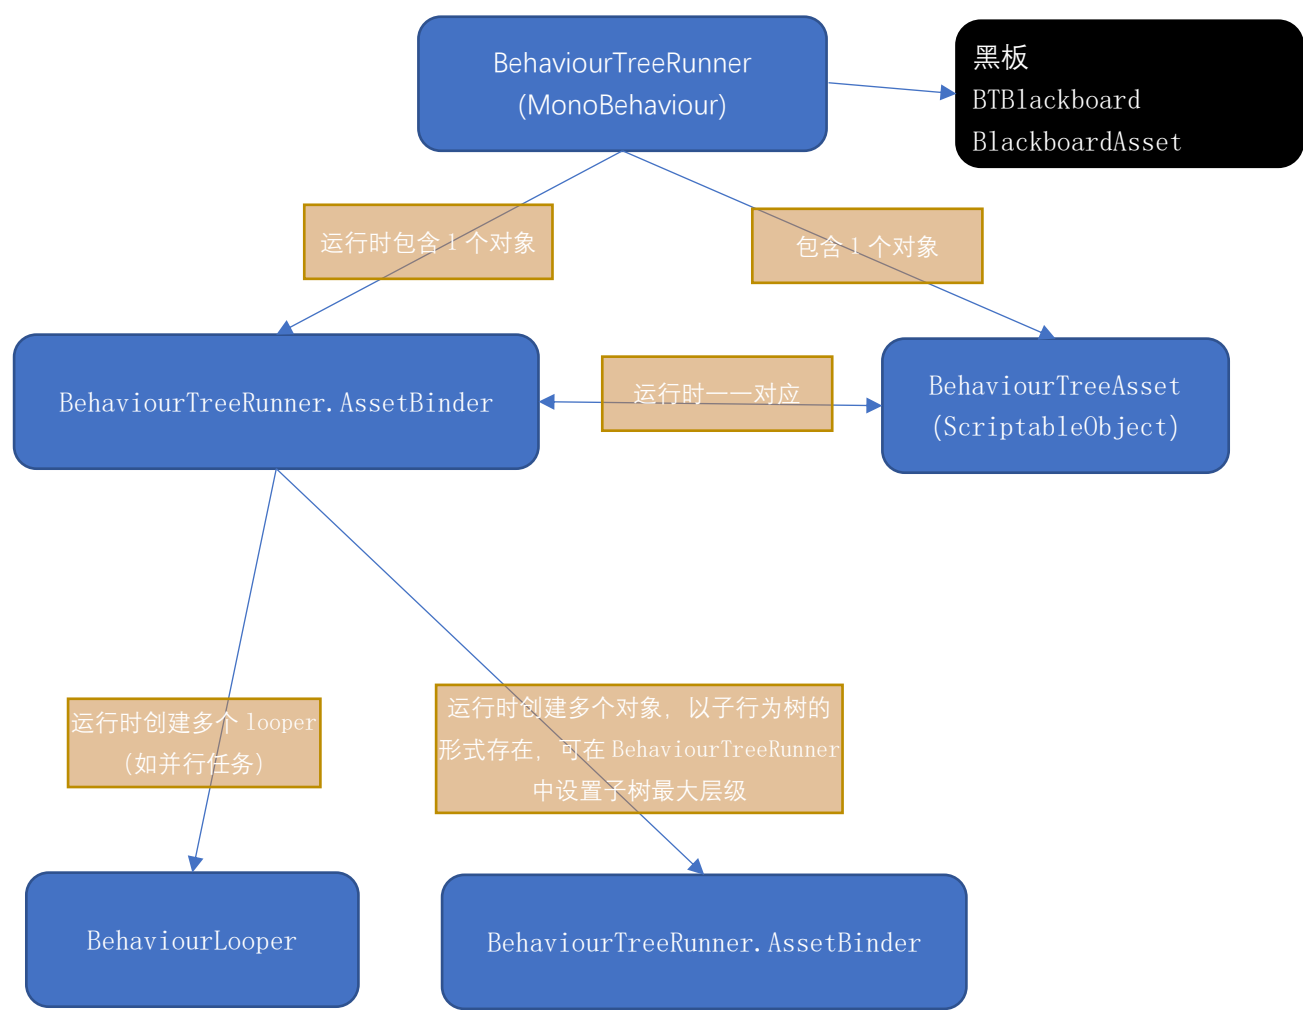 BehaviourTreeRunner
(MonoBehaviour)
黑板
BTBlackboard
BlackboardAsset
运行时包含 1 个对象
包含 1 个对象
BehaviourTreeRunner.AssetBinder
运行时一一对应
BehaviourTreeAsset
(ScriptableObject)
运行时创建多个 looper
（如并行任务）
运行时创建多个对象，以子行为树的
形式存在，可在 BehaviourTreeRunner
中设置子树最大层级
BehaviourLooper
BehaviourTreeRunner.AssetBinder